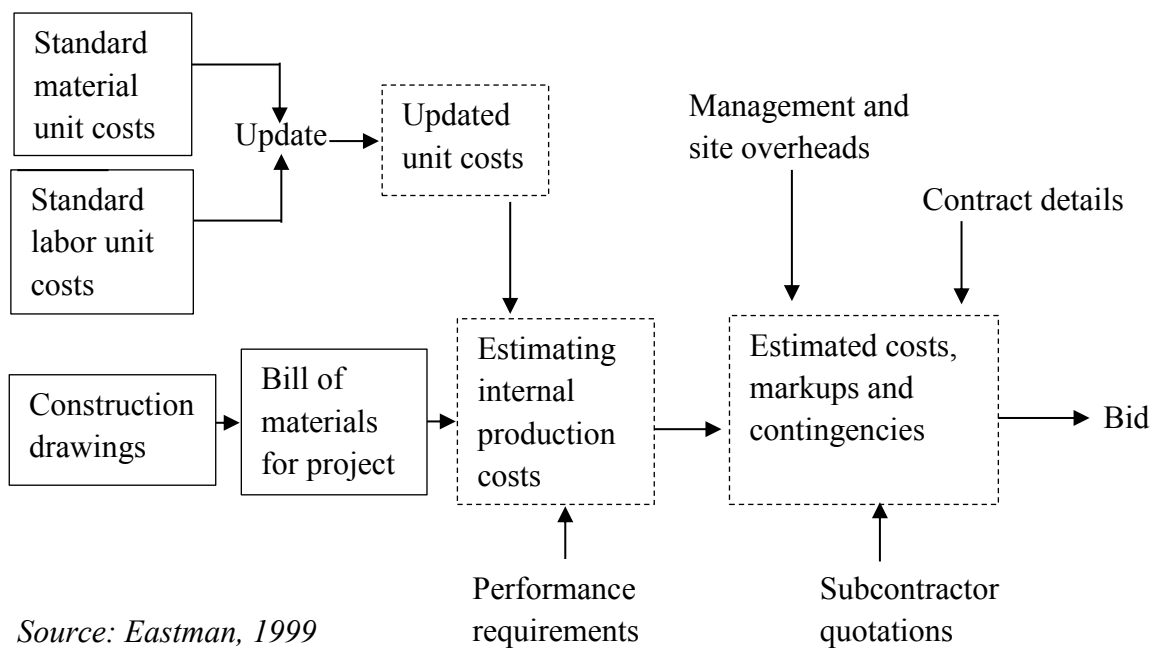 Standard
material
unit costs
Update
Updated
unit costs
Standard
labor unit
costs
Management and
site overheads
Contract details
Construction
drawings
Bill of
materials
for project
Estimating
internal
production
costs
Estimated costs,
markups and
contingencies
Bid
Performance
requirements
Subcontractor
quotations
Source: Eastman, 1999